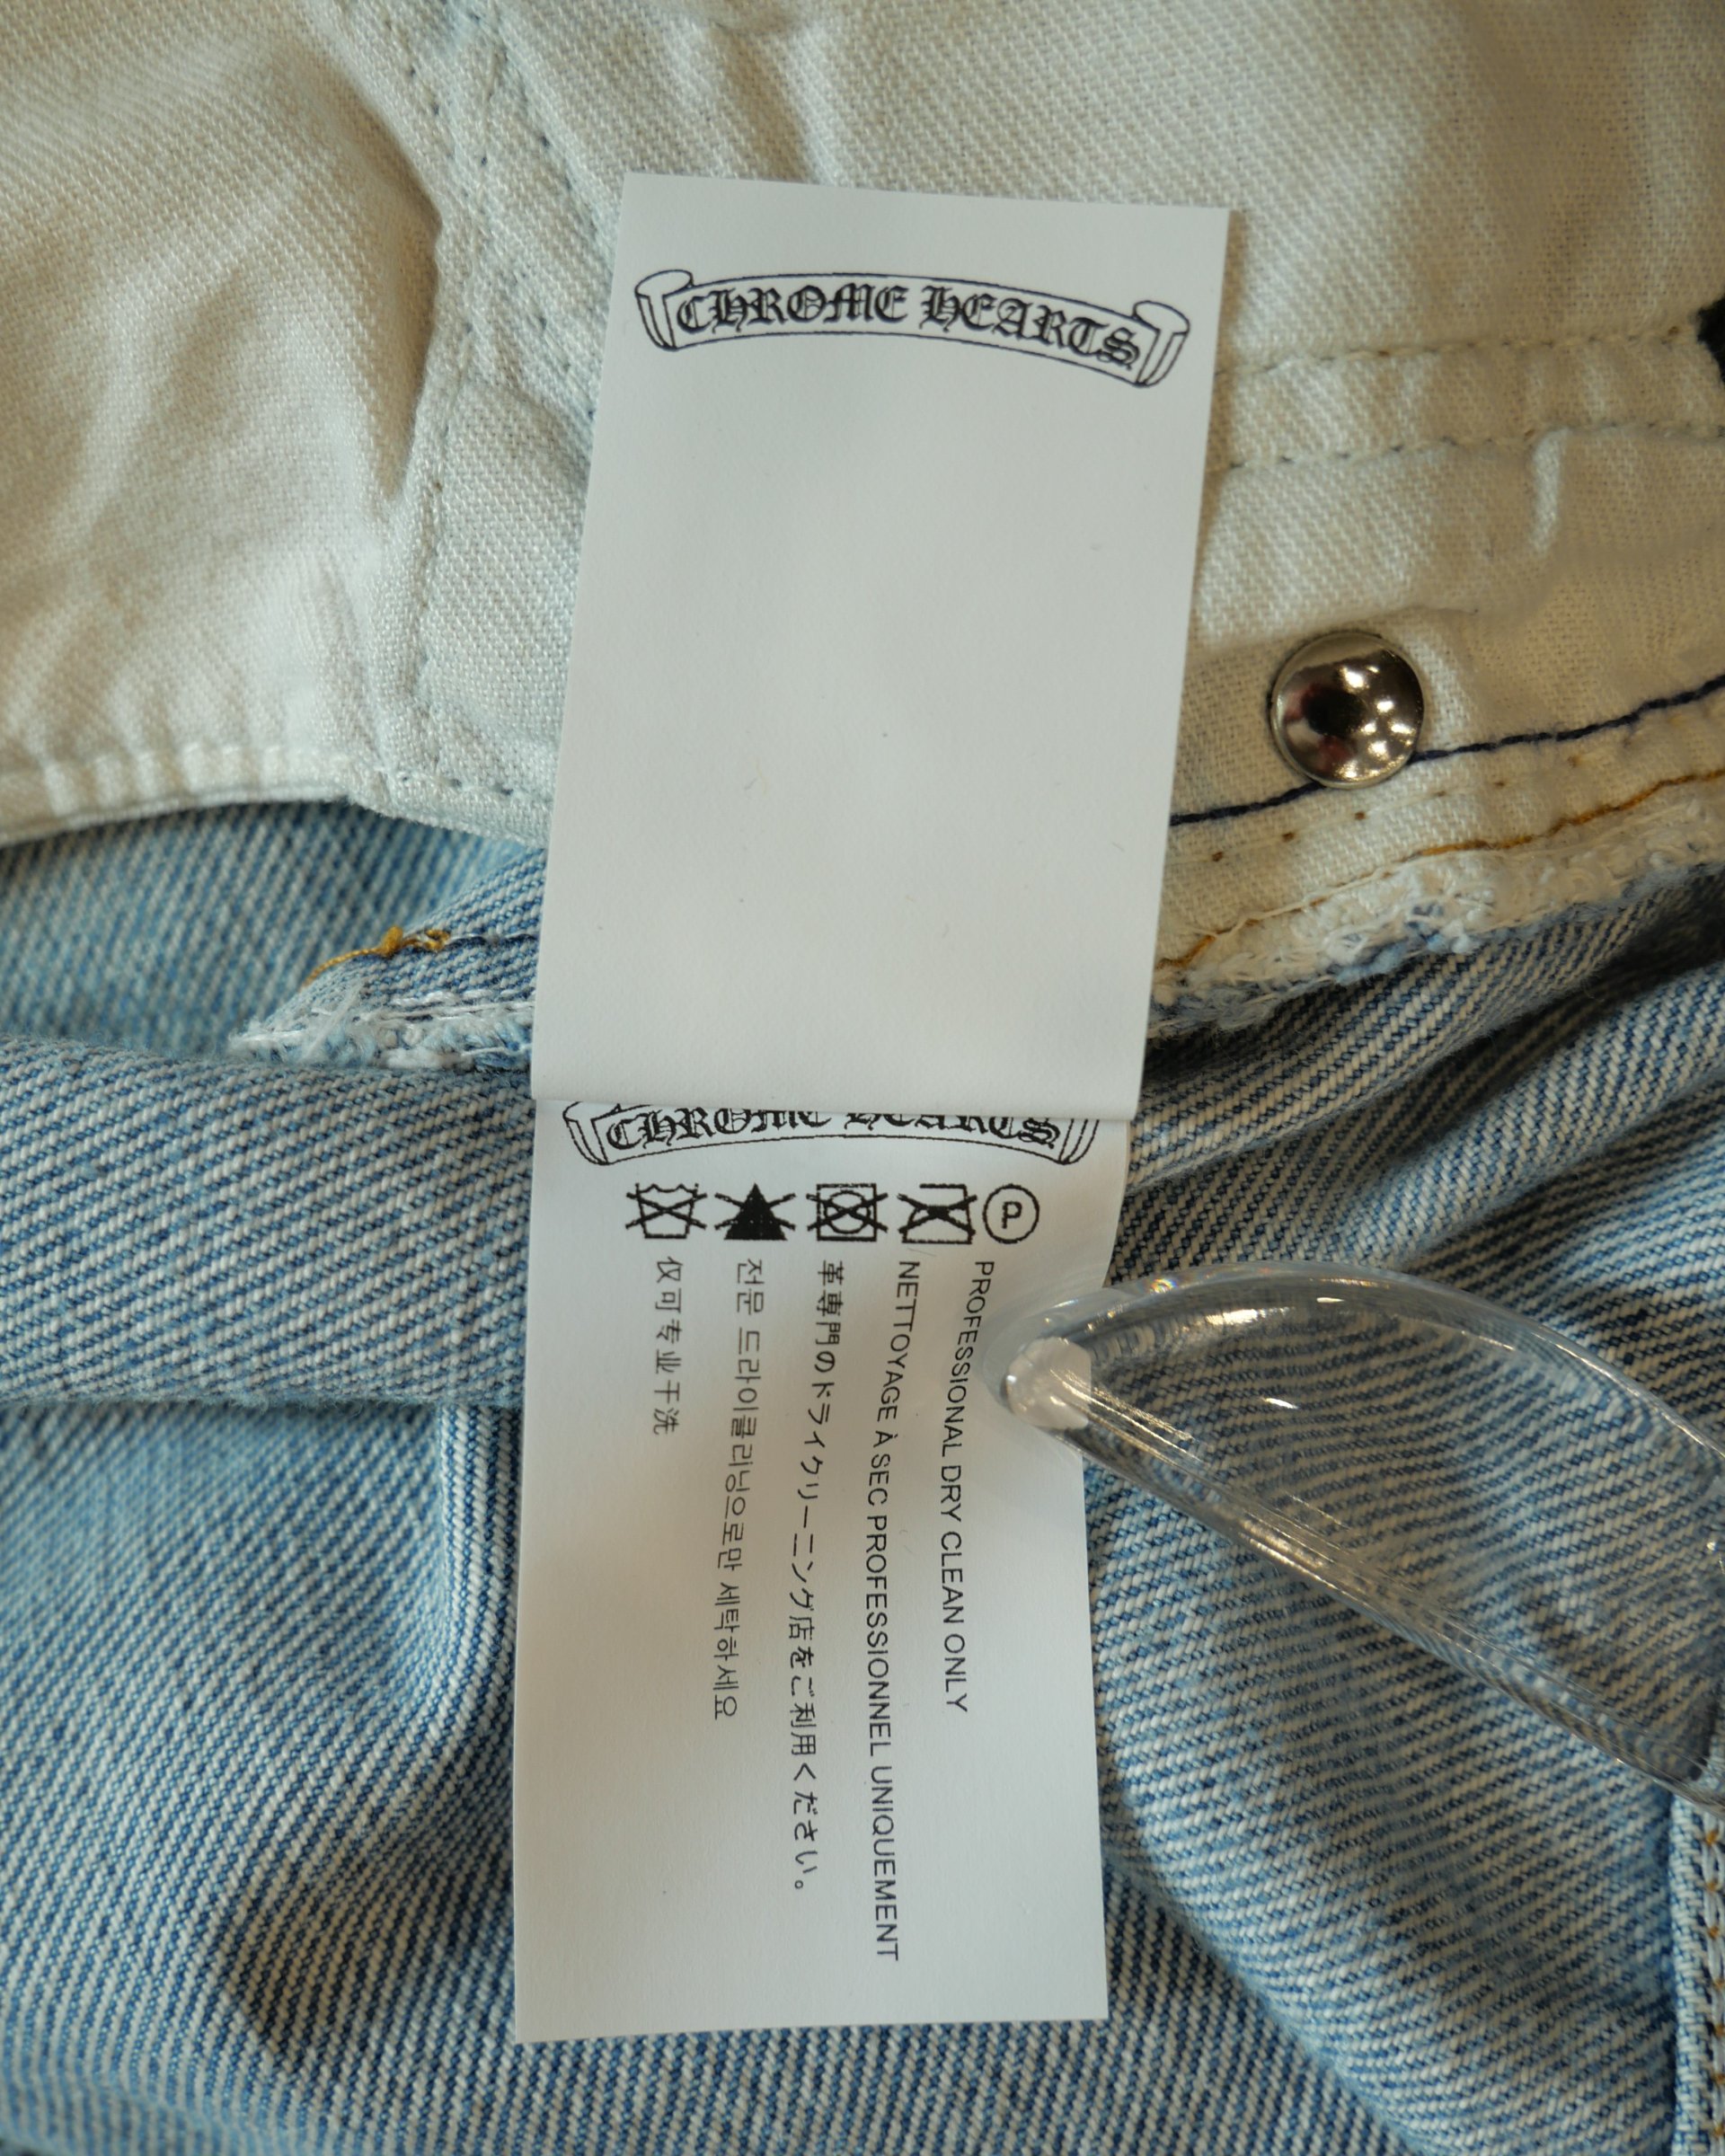 CHROME HEARTS
CHROME HEARTS
P
PROFESSIONAL DRY CLEAN ONLY
NETTOYAGE À SEC PROFESSIONNEL UNIQUEMENT
革専門のドライクリーニング店をご利用ください。
전문 드라이클리닝으로만 세탁하세요
仅可专业干洗